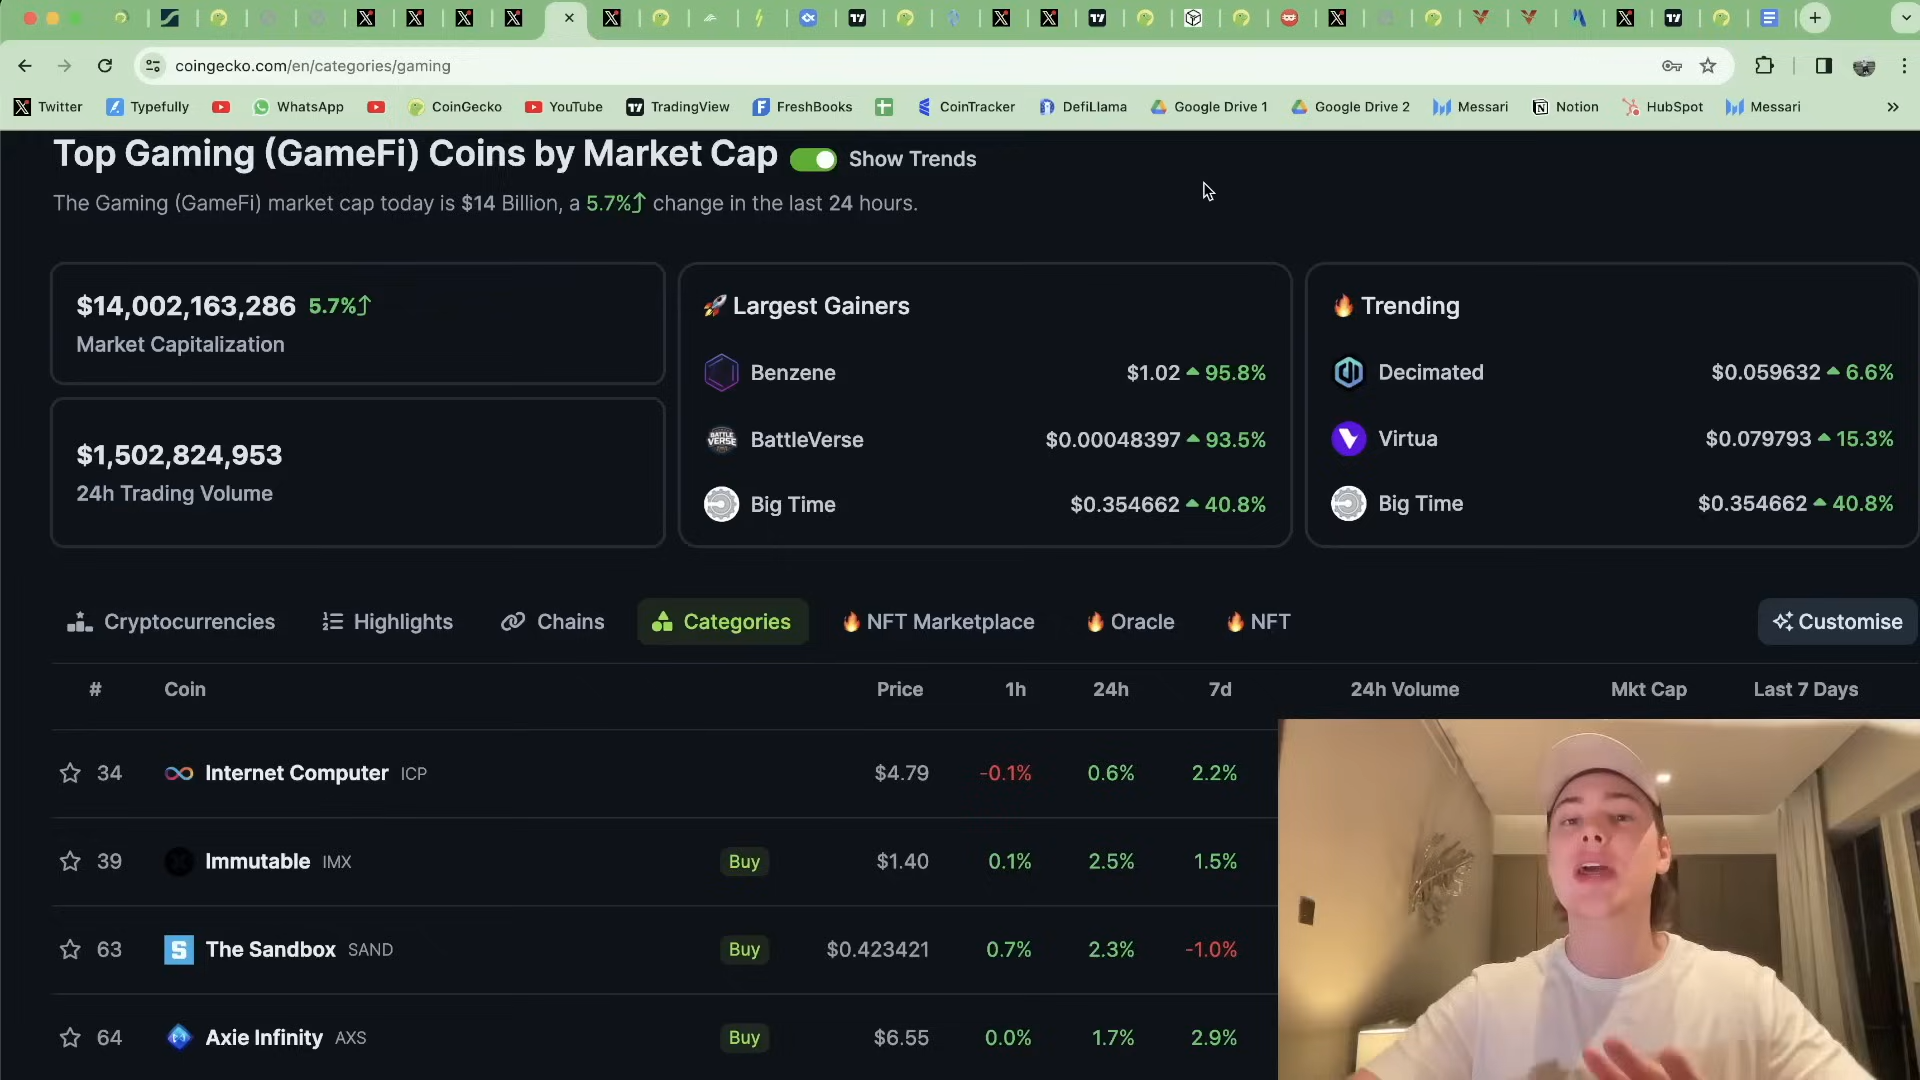 coingecko.com/en/categories/gaming
Twitter Typefully WhatsApp CoinGecko YouTube TradingView FreshBooks CoinTracker DefiLlama Google Drive 1 Google Drive 2 Messari Notion HubSpot Messari
Top Gaming (GameFi) Coins by Market Cap Show Trends
The Gaming (GameFi) market cap today is $14 Billion, a 5.7% change in the last 24 hours.
$14,002,163,286 5.7%
Market Capitalization
$1,502,824,953
24h Trading Volume
Largest Gainers
Benzene $1.02 95.8%
BATTLE VERSE BattleVerse $0.00048397 93.5%
Big Time $0.354662 40.8%
Trending
Decimated $0.059632 6.6%
Virtua $0.079793 15.3%
Big Time $0.354662 40.8%
Cryptocurrencies Highlights Chains Categories NFT Marketplace Oracle NFT Customise
# Coin Price 1h 24h 7d 24h Volume Mkt Cap Last 7 Days
34 Internet Computer ICP $4.79 -0.1% 0.6% 2.2%
39 Immutable IMX Buy $1.40 0.1% 2.5% 1.5%
63 The Sandbox SAND Buy $0.423421 0.7% 2.3% -1.0%
64 Axie Infinity AXS Buy $6.55 0.0% 1.7% 2.9%